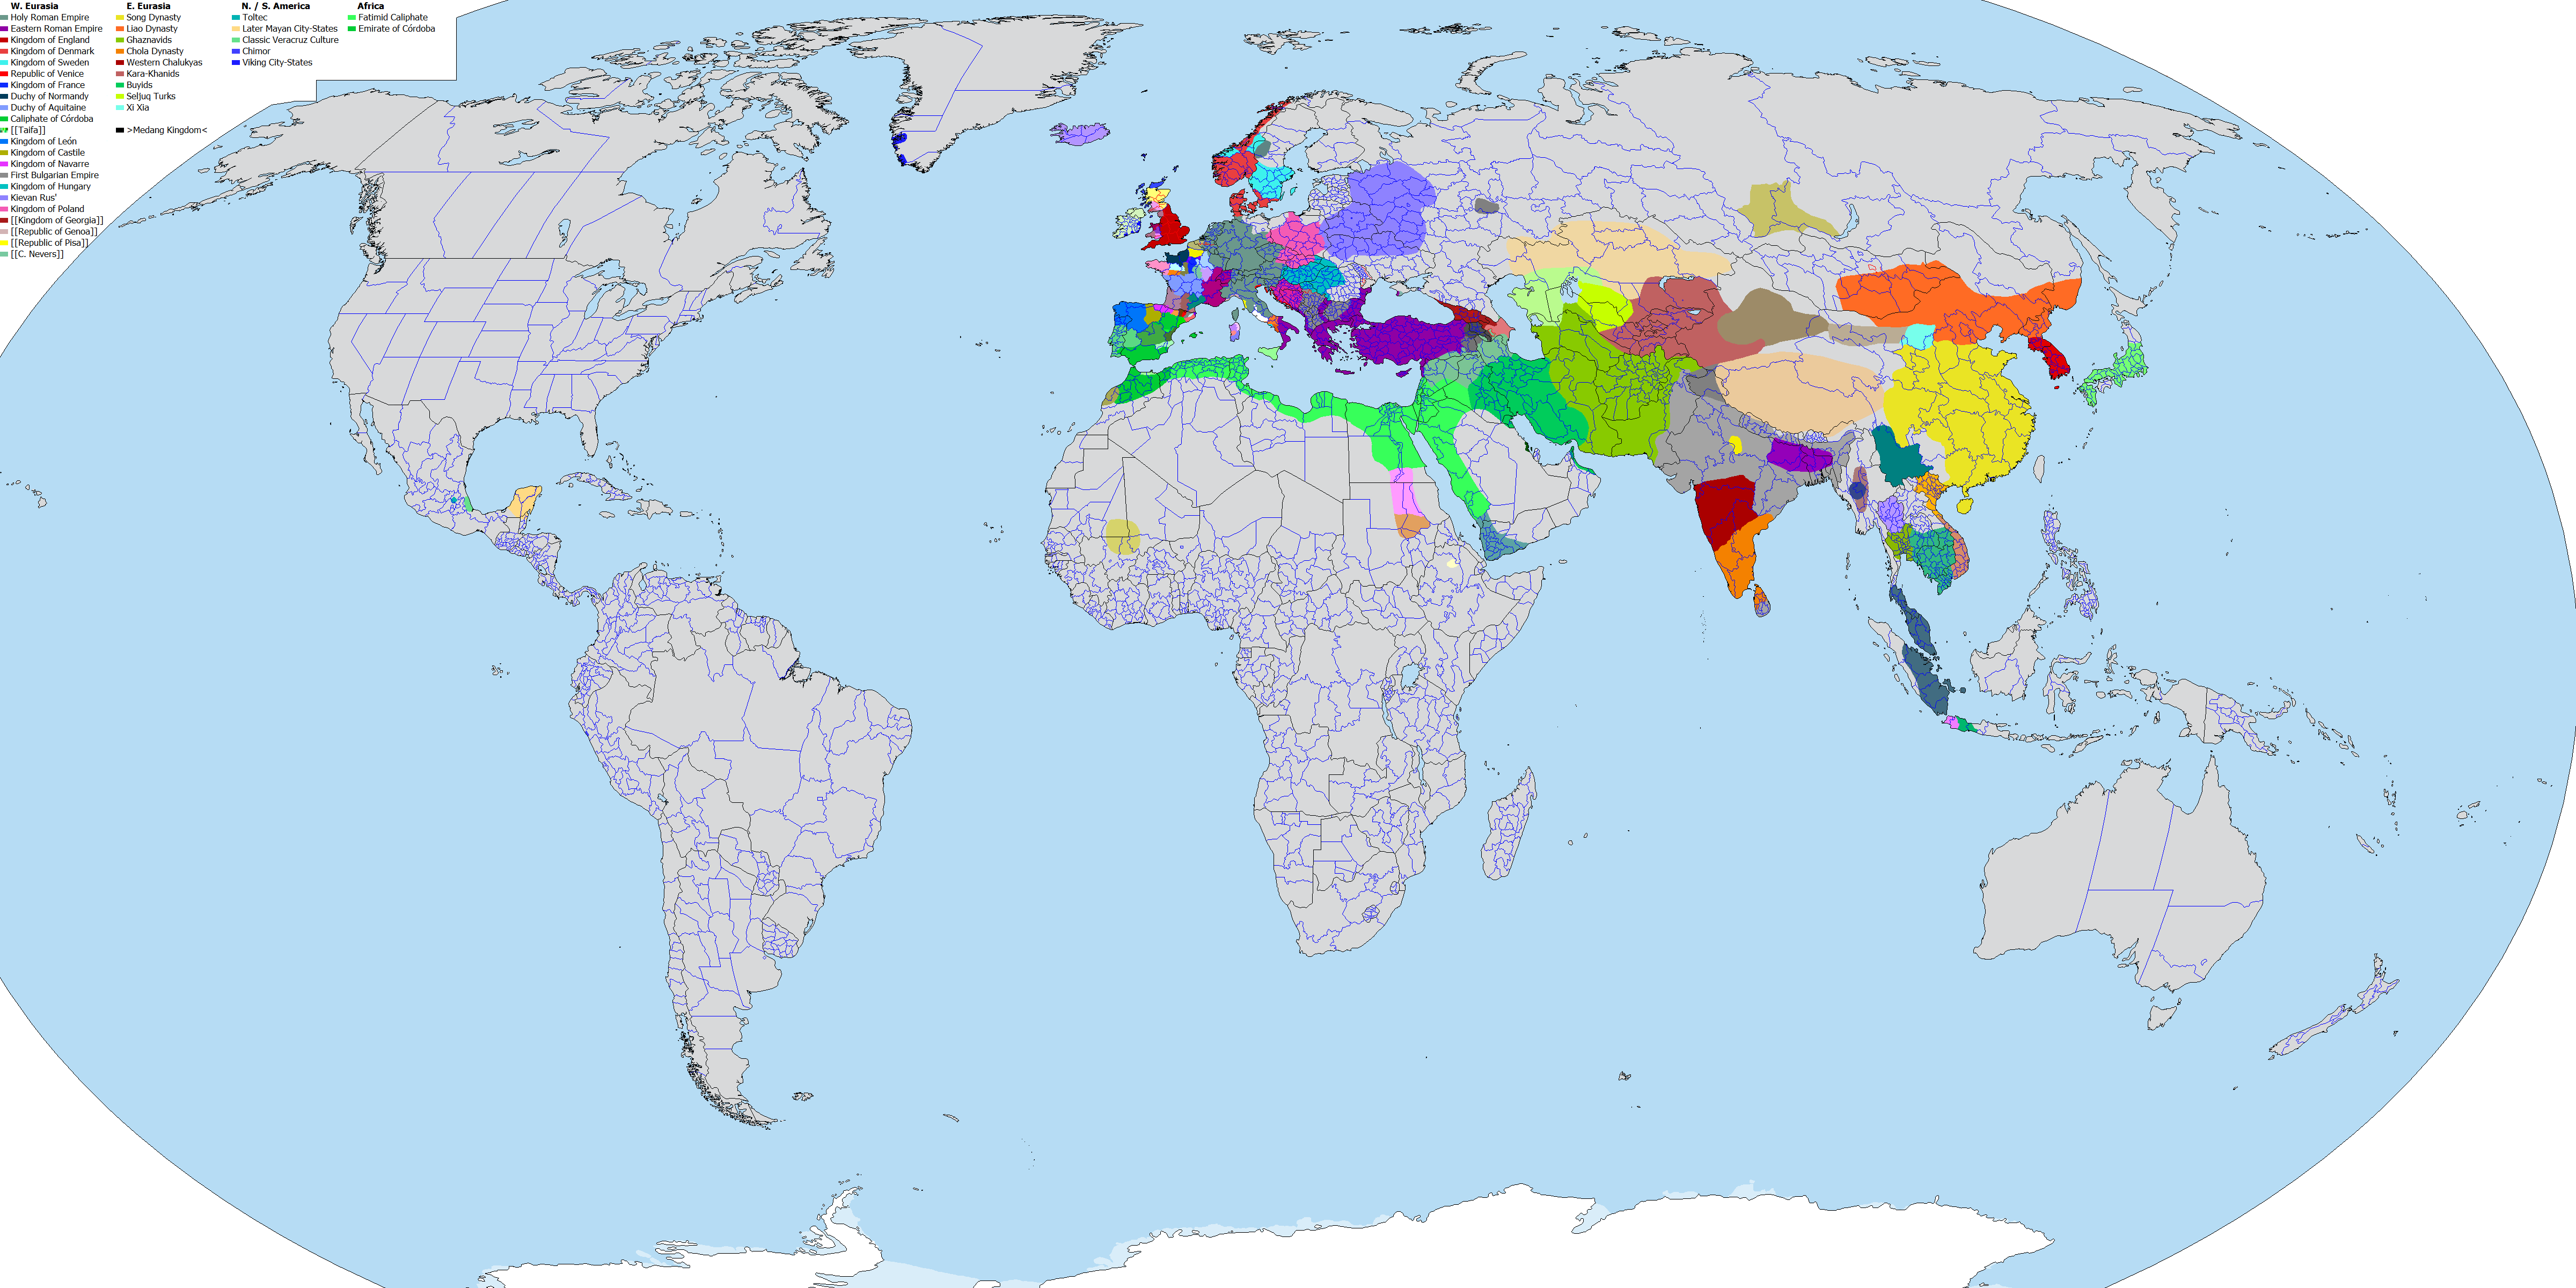 W. Eurasia
Holy Roman Empire
Eastern Roman Empire
Kingdom of England
Kingdom of Denmark
Kingdom of Sweden
Republic of Venice
Kingdom of France
Duchy of Normandy
Duchy of Aquitaine
Caliphate of Córdoba
[[Taifa]]
Kingdom of León
Kingdom of Castile
Kingdom of Navarre
First Bulgarian Empire
Kingdom of Hungary
Kievan Rus'
Kingdom of Poland
[[Kingdom of Georgia]]
[[Republic of Genoa]]
[[Republic of Pisa]]
[[C. Nevers]]
E. Eurasia
Song Dynasty
Liao Dynasty
Ghaznavids
Chola Dynasty
Western Chalukyas
Kara-Khanids
Buyids
Seljuq Turks
Xi Xia
>Medang Kingdom<
N. / S. America
Toltec
Later Mayan City-States
Classic Veracruz Culture
Chimor
Viking City-States
Africa
Fatimid Caliphate
Emirate of Córdoba